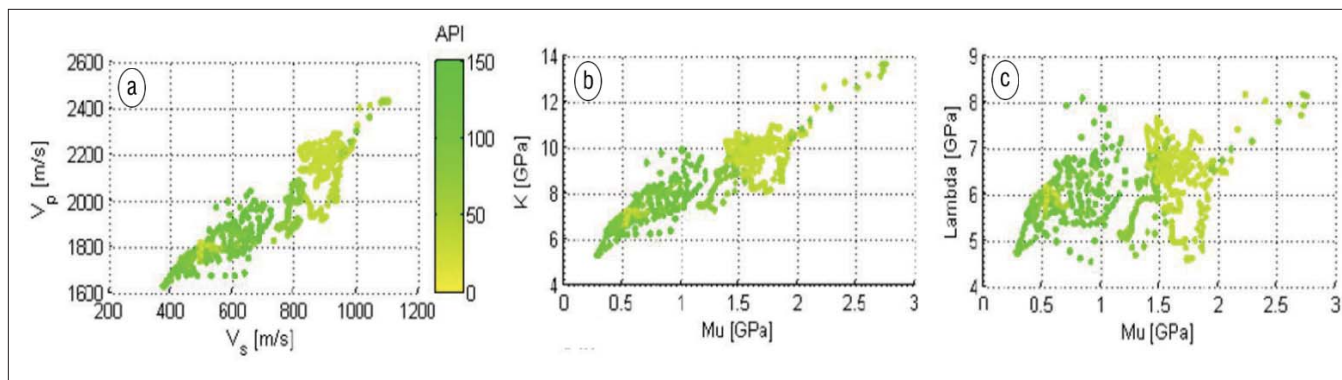 API
a
2600
2400
2200
2000
1800
1600
V_p [m/s]
200 400 600 800 1000 1200
V_s [m/s]
150
100
50
0
b
14
12
10
8
6
4
K [GPa]
0 0.5 1 1.5 2 2.5 3
Mu [GPa]
c
9
8
7
6
5
4
Lambda [GPa]
n 0.5 1 1.5 2 2.5 3
Mu [GPa]